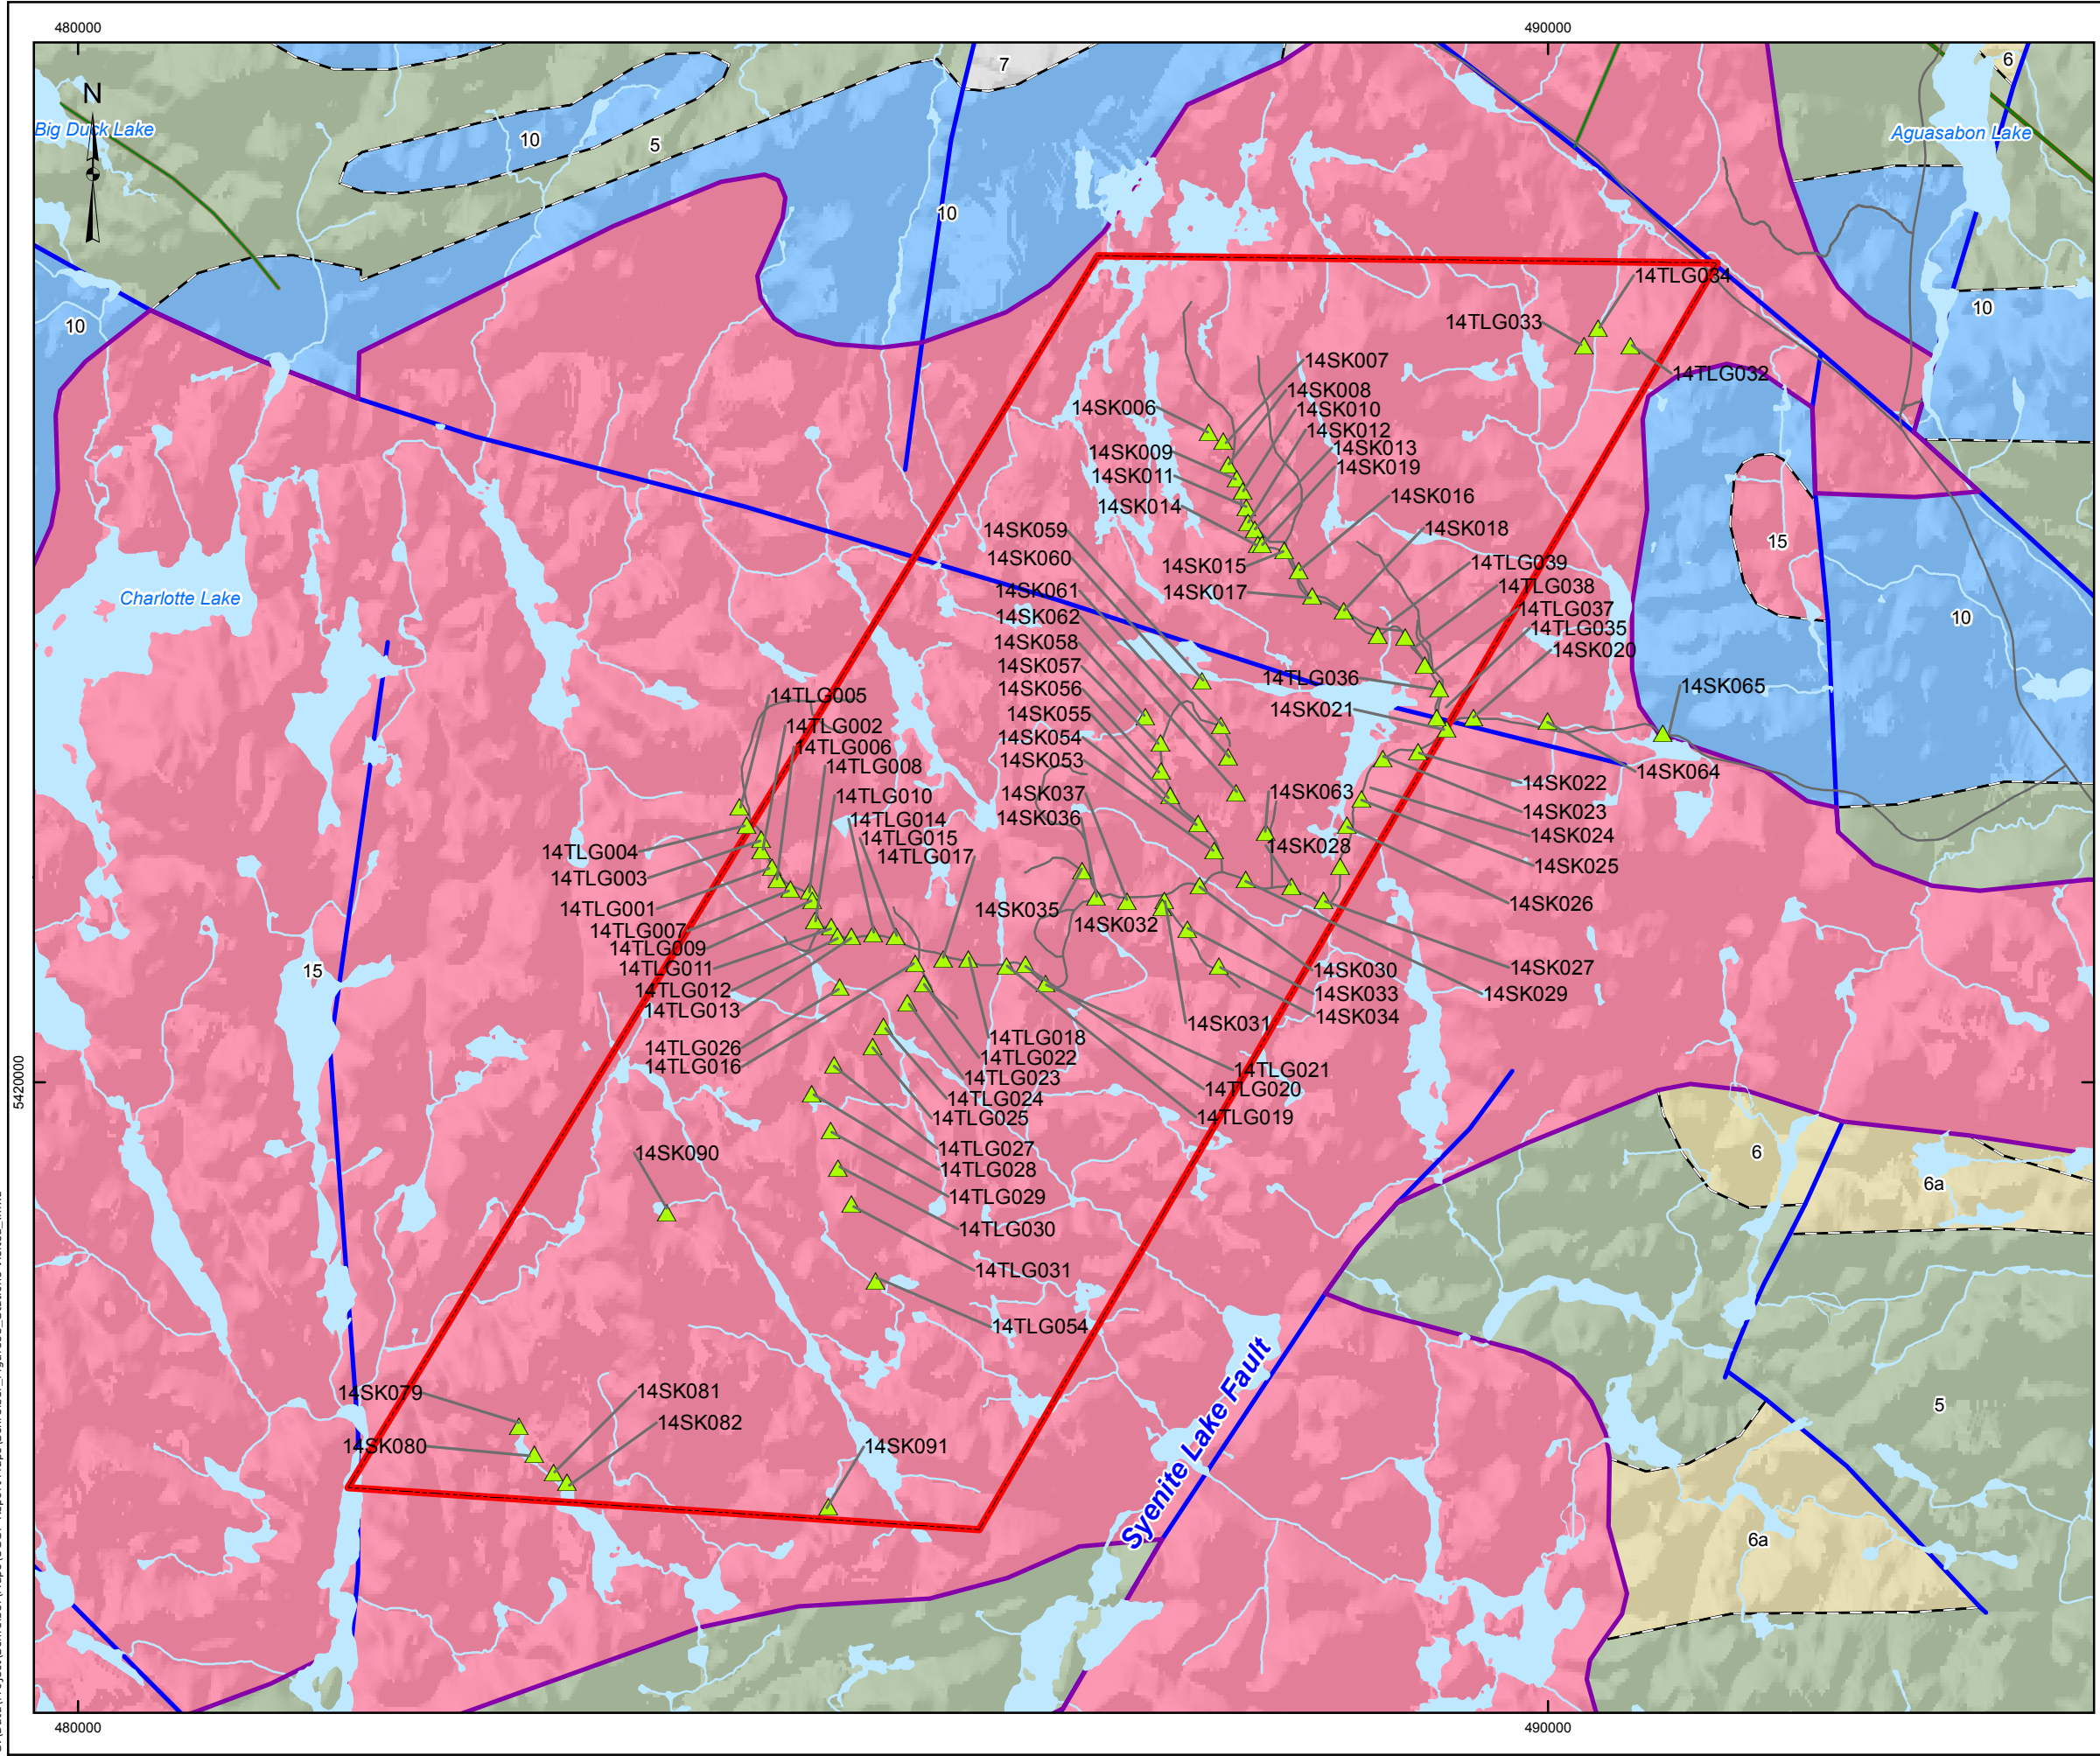 480000
490000
7
6
N
Big Duck Lake
10
5
Aguasabon Lake
10
14TLG034
10
10
14TLG033
14SK007
14TLG032
14SK008
14SK006
14SK010
14SK012
14SK013
14SK009
14SK019
14SK011
14SK016
14SK014
14SK018
14SK059
15
14SK060
14TLG039
14SK015
14TLG038
14SK061
14SK017
Charlotte Lake
14TLG037
14SK062
10
14TLG035
14SK058
14SK020
14SK057
14TLG036
14SK065
14SK056
14TLG005
14SK021
14SK055
14TLG002
14SK054
14TLG006
14SK053
14TLG008
14SK064
14SK022
14SK037
14SK063
14TLG010
14SK023
14SK036
14TLG014
14SK024
14TLG015
14SK028
14TLG004
14TLG017
14SK025
14TLG003
14SK026
14TLG001
14SK035
14SK032
14TLG007
14TLG009
14TLG011
15
14SK030
14SK027
14TLG012
14SK033
14SK029
14TLG013
14SK034
14SK031
14TLG018
14TLG026
14TLG022
14TLG016
14TLG021
14TLG023
14TLG020
5420000
14TLG024
14TLG019
14TLG025
14SK090
14TLG027
6
14TLG028
6a
14TLG029
14TLG030
14TLG031
14TLG054
Syenite Lake Fault
14SK079
14SK081
5
14SK082
14SK080
14SK091
6a
480000
490000